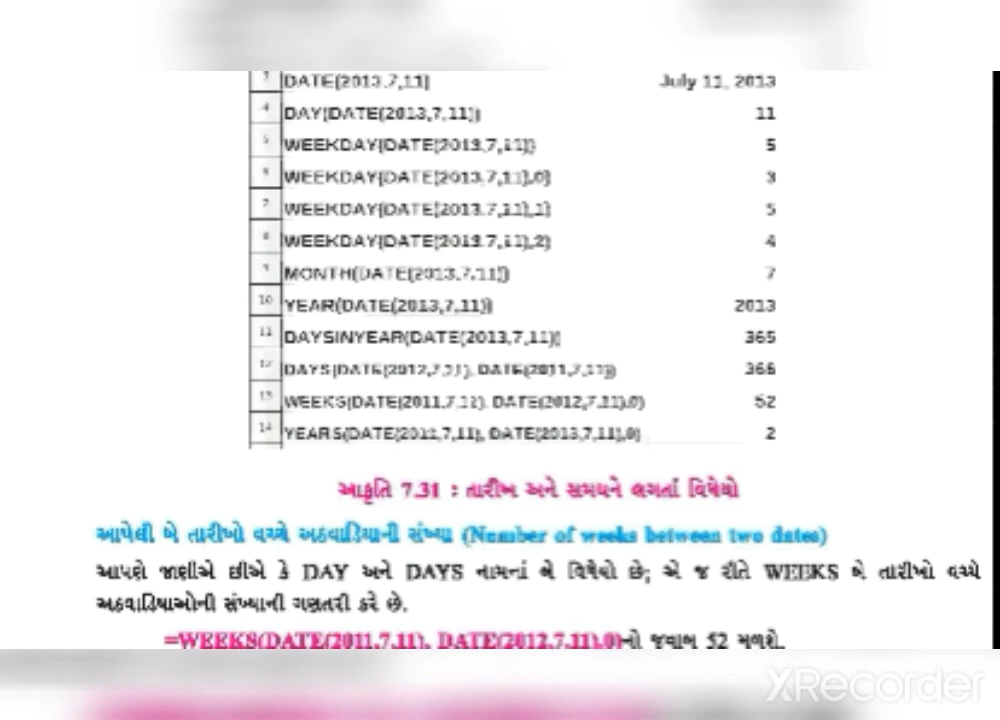 3 DATE(2013,7,11) July 11, 2013
4 DAY(DATE(2013,7,11)) 11
5 WEEKDAY(DATE(2013,7,11)) 5
6 WEEKDAY(DATE(2013,7,11),0) 3
7 WEEKDAY(DATE(2013,7,11),1) 5
8 WEEKDAY(DATE(2013,7,11),2) 4
9 MONTH(DATE(2013,7,11)) 7
10 YEAR(DATE(2013,7,11)) 2013
11 DAYSINYEAR(DATE(2013,7,11)) 365
12 DAYS(DATE(2012,7,11), DATE(2011,7,11)) 366
13 WEEKS(DATE(2011,7,11), DATE(2012,7,11),0) 52
14 YEARS(DATE(2011,7,11), DATE(2013,7,11),0) 2
આકૃતિ 7.31 : તારીખ અને સમયને લગતાં વિધેયો
આપેલી બે તારીખો વચ્ચે અઠવાડિયાની સંખ્યા (Number of weeks between two dates)
આપણે જાણીએ છીએ કે DAY અને DAYS નામનાં બે વિધેયો છે; એ જ રીતે WEEKS બે તારીખો વચ્ચે
અઠવાડિયાઓની સંખ્યાની ગણતરી કરે છે.
=WEEKS(DATE(2011,7,11), DATE(2012,7,11),0)નો જવાબ 52 મળશે.
XRecorder